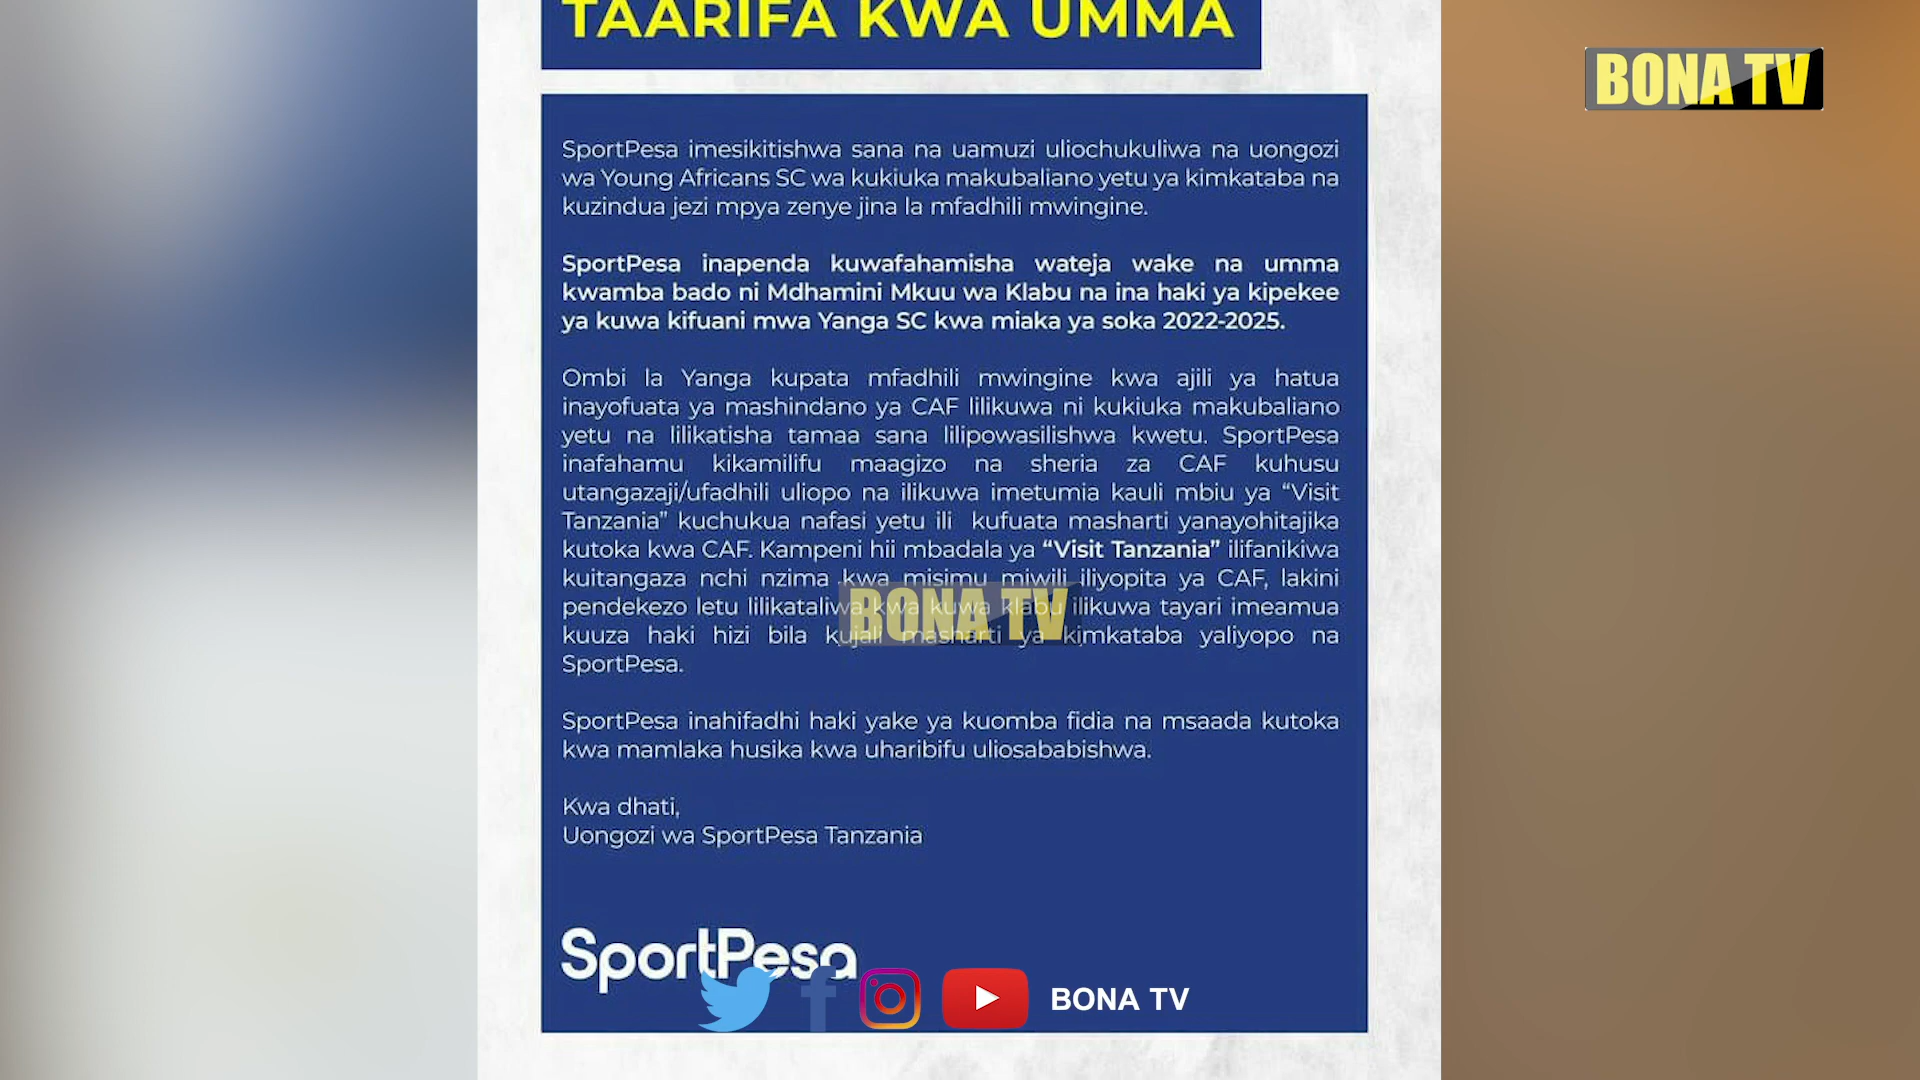 TAARIFA KWA UMMA
BONA TV
SportPesa imesikitishwa sana na uamuzi uliochukuliwa na uongozi
wa Young Africans SC wa kukiuka makubaliano yetu ya kimkataba na
kuzindua jezi mpya zenye jina la mfadhili mwingine.
SportPesa inapenda kuwafahamisha wateja wake na umma
kwamba bado ni Mdhamini Mkuu wa Klabu na ina haki ya kipekee
ya kuwa kifuani mwa Yanga SC kwa miaka ya soka 2022-2025.
Ombi la Yanga kupata mfadhili mwingine kwa ajili ya hatua
inayofuata ya mashindano ya CAF lilikuwa ni kukiuka makubaliano
yetu na lilikatisha tamaa sana lilipowasilishwa kwetu. SportPesa
inafahamu kikamilifu maagizo na sheria za CAF kuhusu
utangazaji/ufadhili uliopo na ilikuwa imetumia kauli mbiu ya “Visit
Tanzania” kuchukua nafasi yetu ili kufuata masharti yanayohitajika
kutoka kwa CAF. Kampeni hii mbadala ya “Visit Tanzania” ilifanikiwa
kuitangaza nchi nzima kwa misimu miwili iliyopita ya CAF, lakini
pendekezo letu lilikataliwa kwa kuwa klabu ilikuwa tayari imeamua
kuuza haki hizi bila kujali masharti ya kimkataba yaliyopo na
SportPesa.
BONA TV
SportPesa inahifadhi haki yake ya kuomba fidia na msaada kutoka
kwa mamlaka husika kwa uharibifu uliosababishwa.
Kwa dhati,
Uongozi wa SportPesa Tanzania
SportPesa
BONA TV